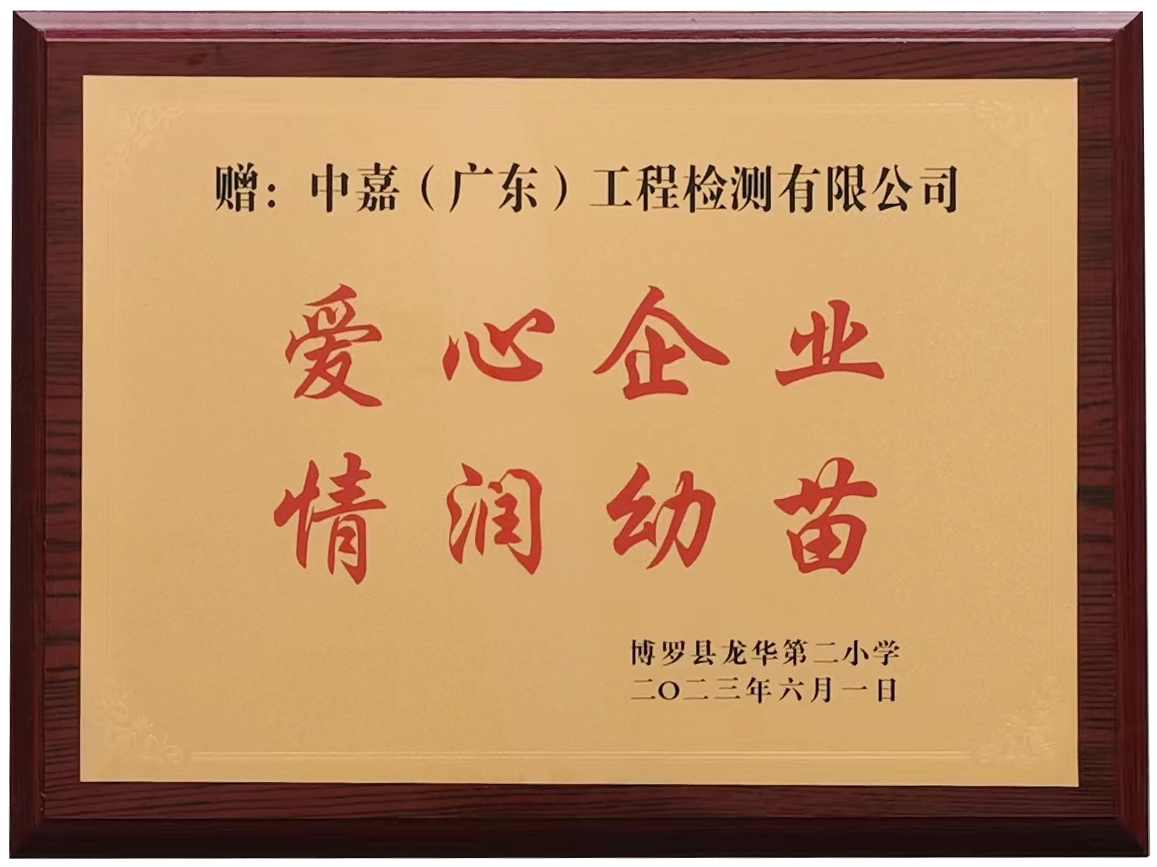 赠：中嘉（广东）工程检测有限公司
爱心企业
情润幼苗
博罗县龙华第二小学
二〇二三年六月一日